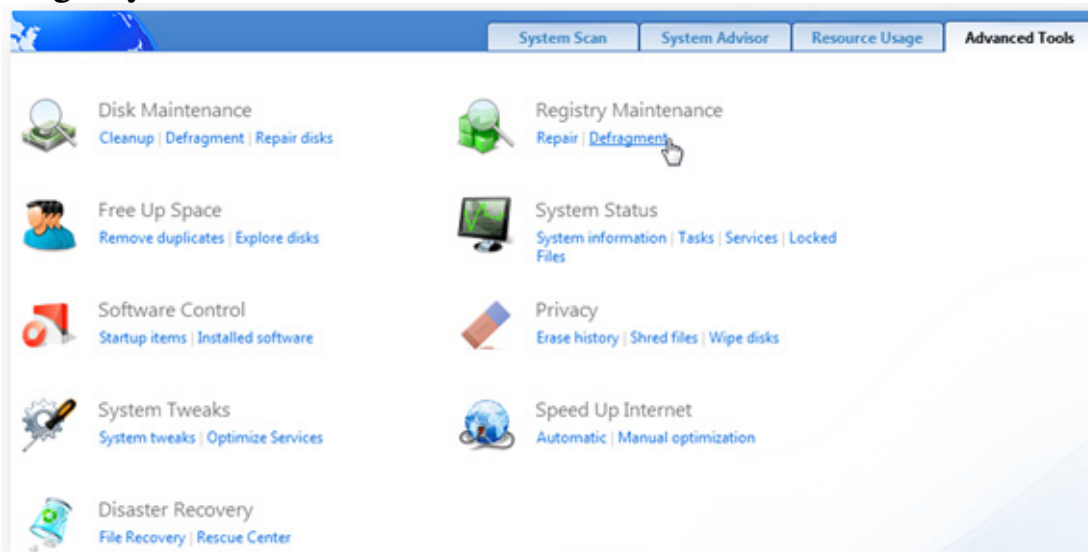 System Scan
System Advisor
Resource Usage
Advanced Tools
Disk Maintenance
Cleanup | Defragment | Repair disks
Registry Maintenance
Repair | Defragment
Free Up Space
Remove duplicates | Explore disks
System Status
System information | Tasks | Services | Locked
Files
Software Control
Startup items | Installed software
Privacy
Erase history | Shred files | Wipe disks
System Tweaks
System tweaks | Optimize Services
Speed Up Internet
Automatic | Manual optimization
Disaster Recovery
File Recovery | Rescue Center